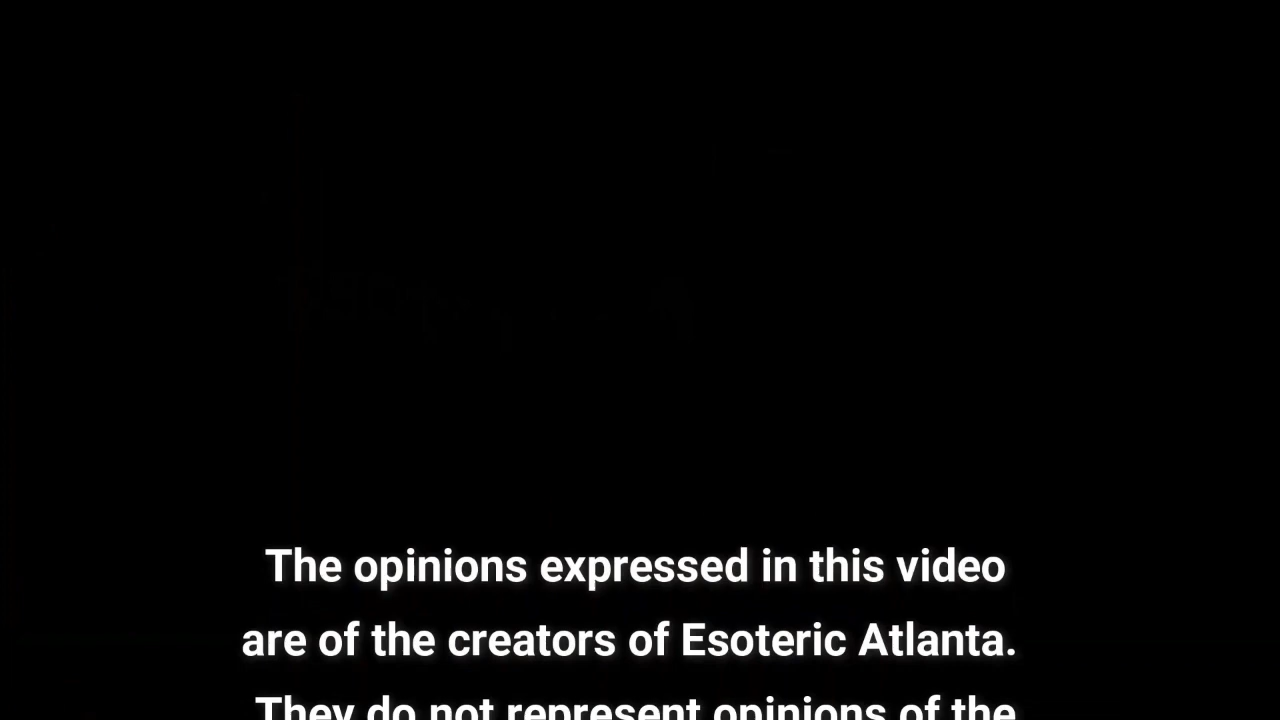 The opinions expressed in this video
are of the creators of Esoteric Atlanta.
They do not represent opinions of the